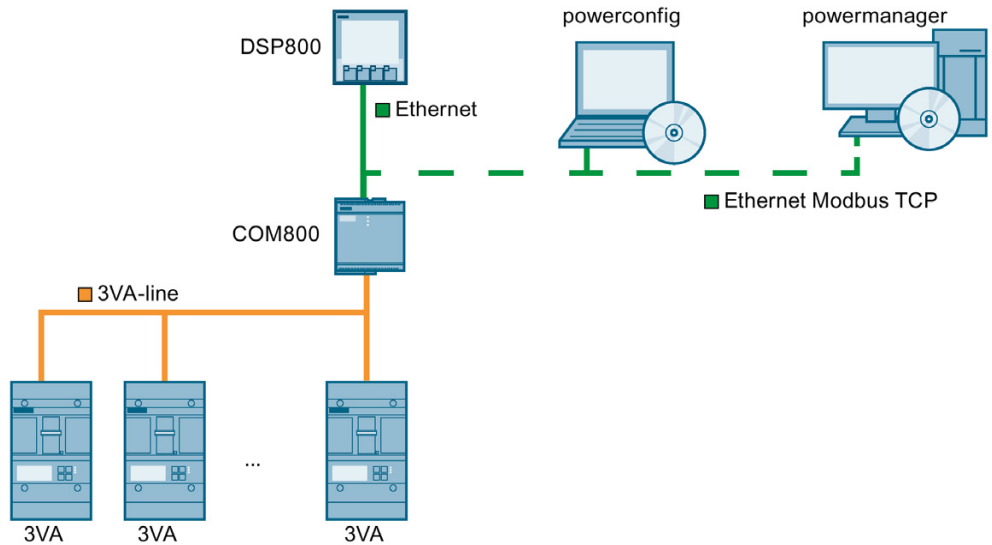 powerconfig
powermanager
DSP800
Ethernet
Ethernet Modbus TCP
COM800
3VA-line
...
3VA
3VA
3VA